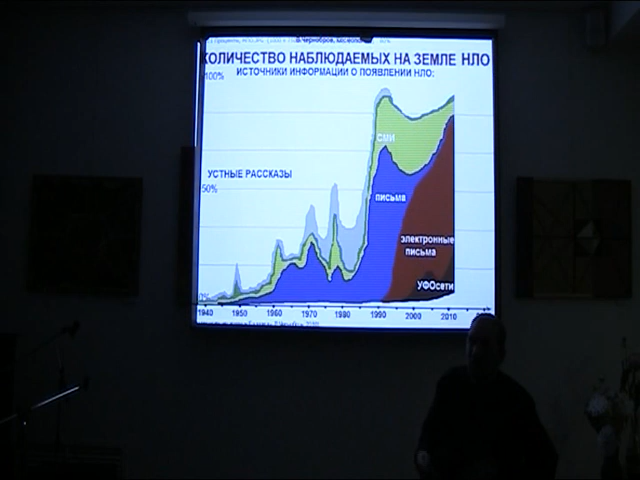 КОЛИЧЕСТВО НАБЛЮДАЕМЫХ НА ЗЕМЛЕ НЛО
ИСТОЧНИКИ ИНФОРМАЦИИ О ПОЯВЛЕНИИ НЛО:
100%
СМИ
УСТНЫЕ РАССКАЗЫ
50%
письма
электронные
письма
УФОсети
1940 1950 1960 1970 1980 1990 2000 2010